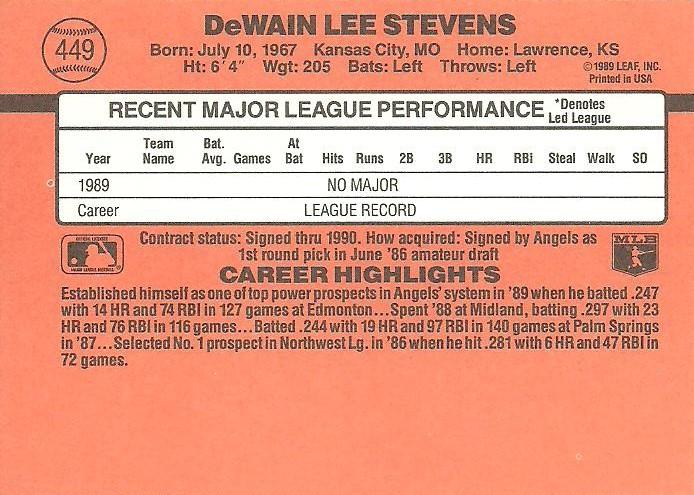 449
DeWAIN LEE STEVENS
Born: July 10, 1967 Kansas City, MO Home: Lawrence, KS
Ht: 6'4" Wgt: 205 Bats: Left Throws: Left
©1989 LEAF, INC.
Printed in USA
RECENT MAJOR LEAGUE PERFORMANCE *Denotes Led League
Year Team Name Bat. Avg. Games At Bat Hits Runs 2B 3B HR RBi Steal Walk SO
1989 NO MAJOR
Career LEAGUE RECORD
Contract status: Signed thru 1990. How acquired: Signed by Angels as
1st round pick in June '86 amateur draft
MLB
CAREER HIGHLIGHTS
Established himself as one of top power prospects in Angels' system in '89 when he batted .247
with 14 HR and 74 RBI in 127 games at Edmonton...Spent '88 at Midland, batting .297 with 23
HR and 76 RBI in 116 games...Batted .244 with 19 HR and 97 RBI in 140 games at Palm Springs
in '87...Selected No. 1 prospect in Northwest Lg. in '86 when he hit .281 with 6 HR and 47 RBI in
72 games.